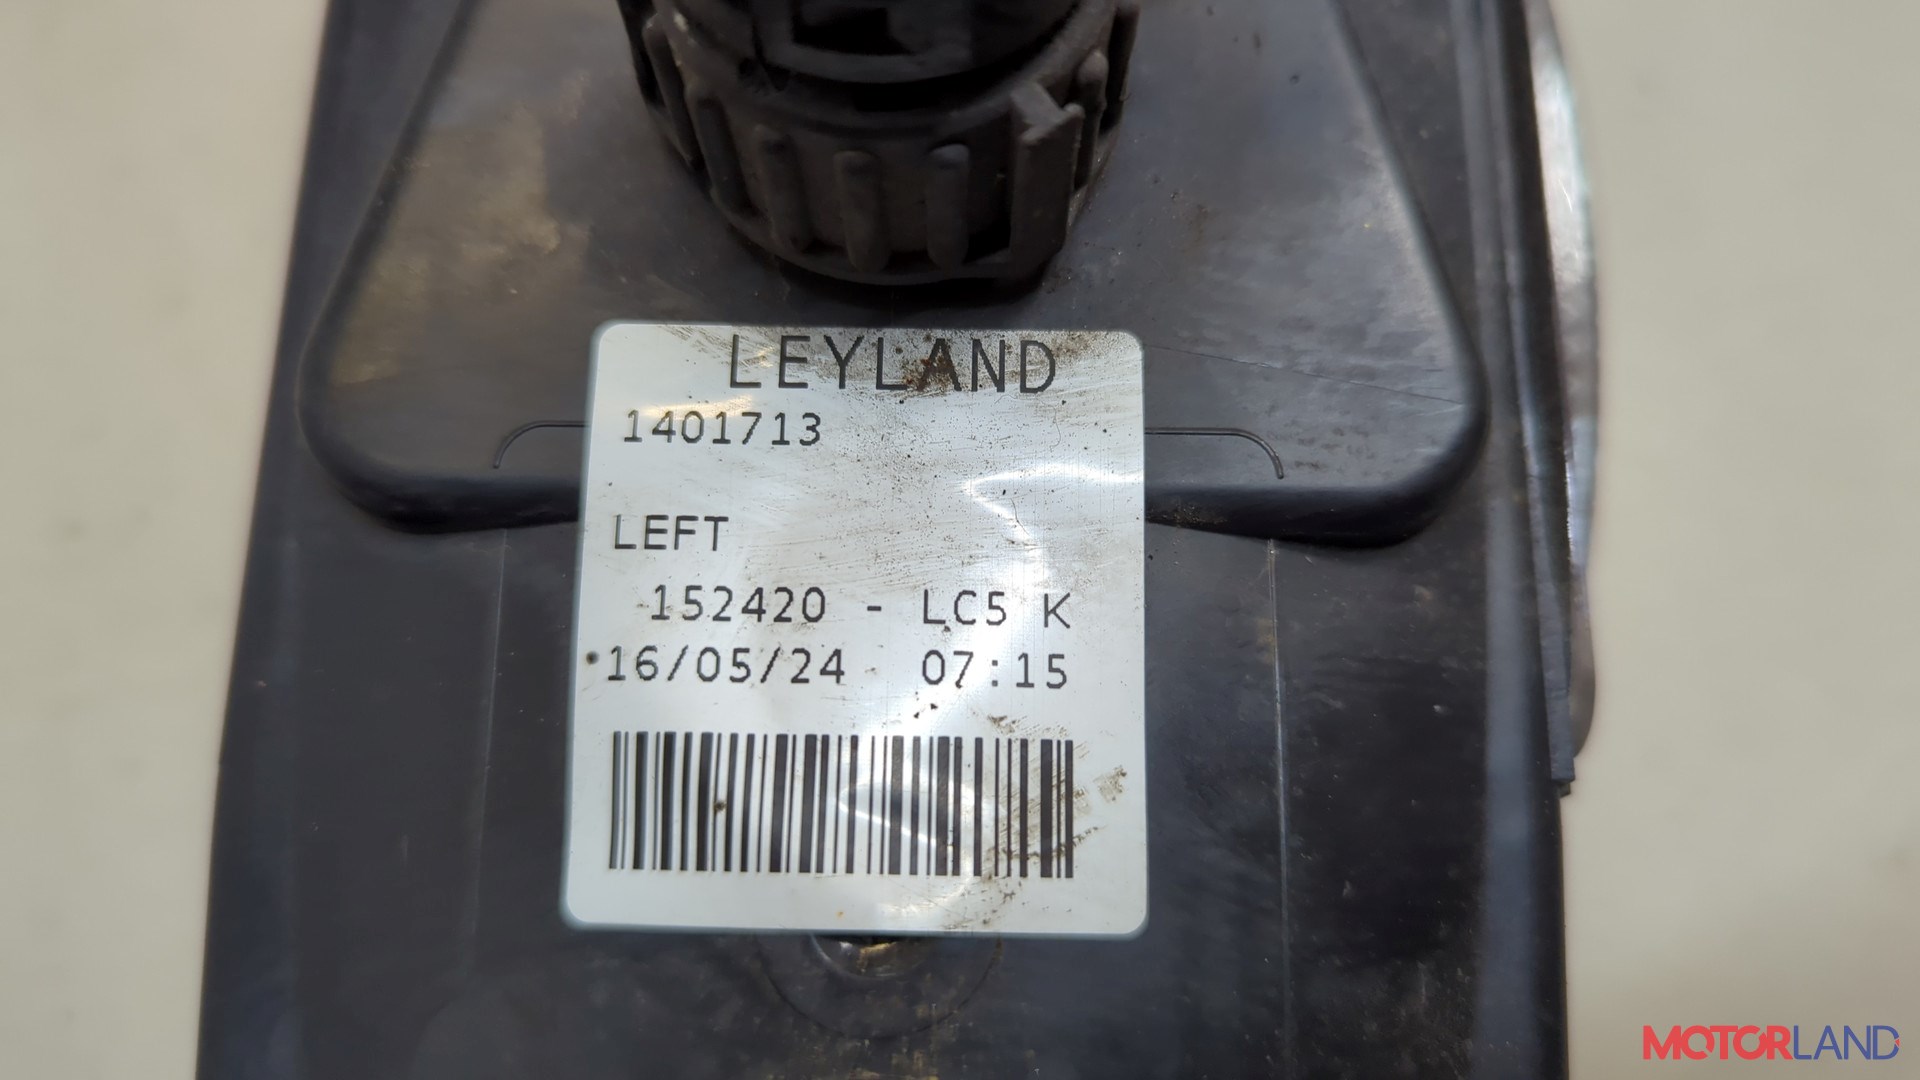 LEYLAND
1401713
LEFT
152420 - LC5 K
16/05/24 07:15
MOTORLAND